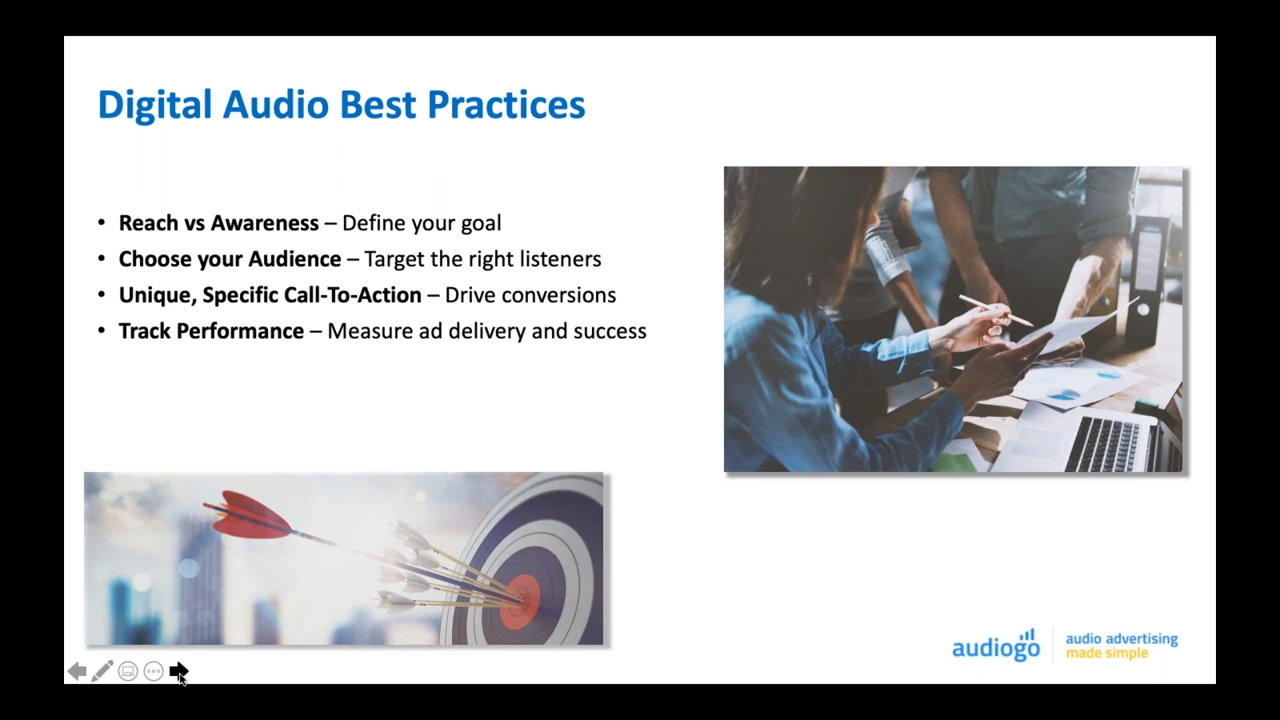 Digital Audio Best Practices
• Reach vs Awareness – Define your goal
• Choose your Audience – Target the right listeners
• Unique, Specific Call-To-Action – Drive conversions
• Track Performance – Measure ad delivery and success
audiogo
audio advertising
made simple